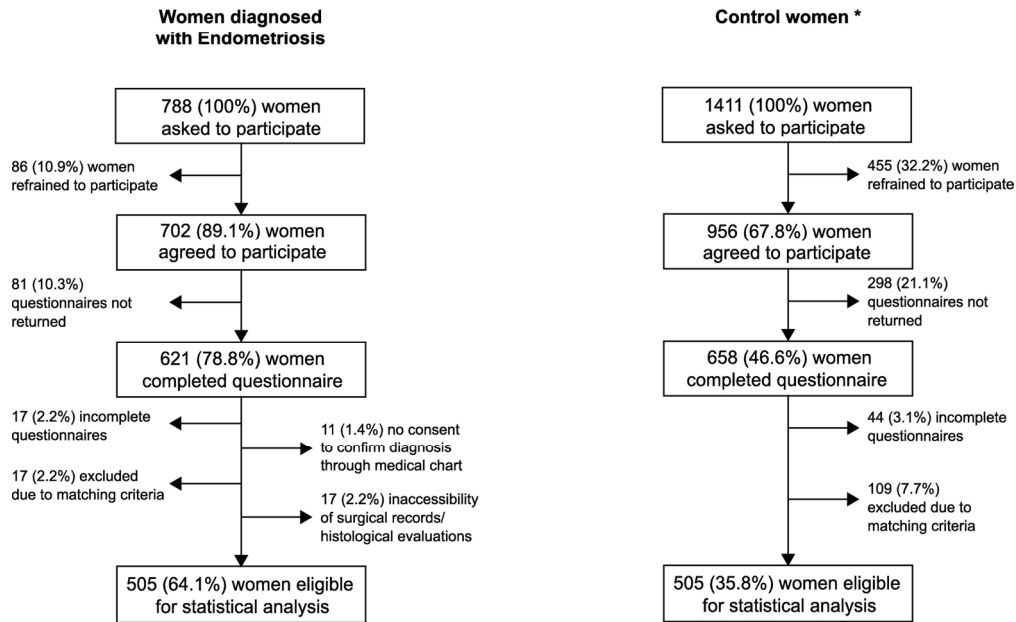 Women diagnosed
with Endometriosis
788 (100%) women
asked to participate
86 (10.9%) women
refrained to participate
702 (89.1%) women
agreed to participate
81 (10.3%)
questionnaires not
returned
621 (78.8%) women
completed questionnaire
17 (2.2%) incomplete
questionnaires
11 (1.4%) no consent
to confirm diagnosis
through medical chart
17 (2.2%) excluded
due to matching criteria
17 (2.2%) inaccessibility
of surgical records/
histological evaluations
505 (64.1%) women eligible
for statistical analysis
Control women *
1411 (100%) women
asked to participate
455 (32.2%) women
refrained to participate
956 (67.8%) women
agreed to participate
298 (21.1%)
questionnaires not
returned
658 (46.6%) women
completed questionnaire
44 (3.1%) incomplete
questionnaires
109 (7.7%)
excluded due to
matching criteria
505 (35.8%) women eligible
for statistical analysis